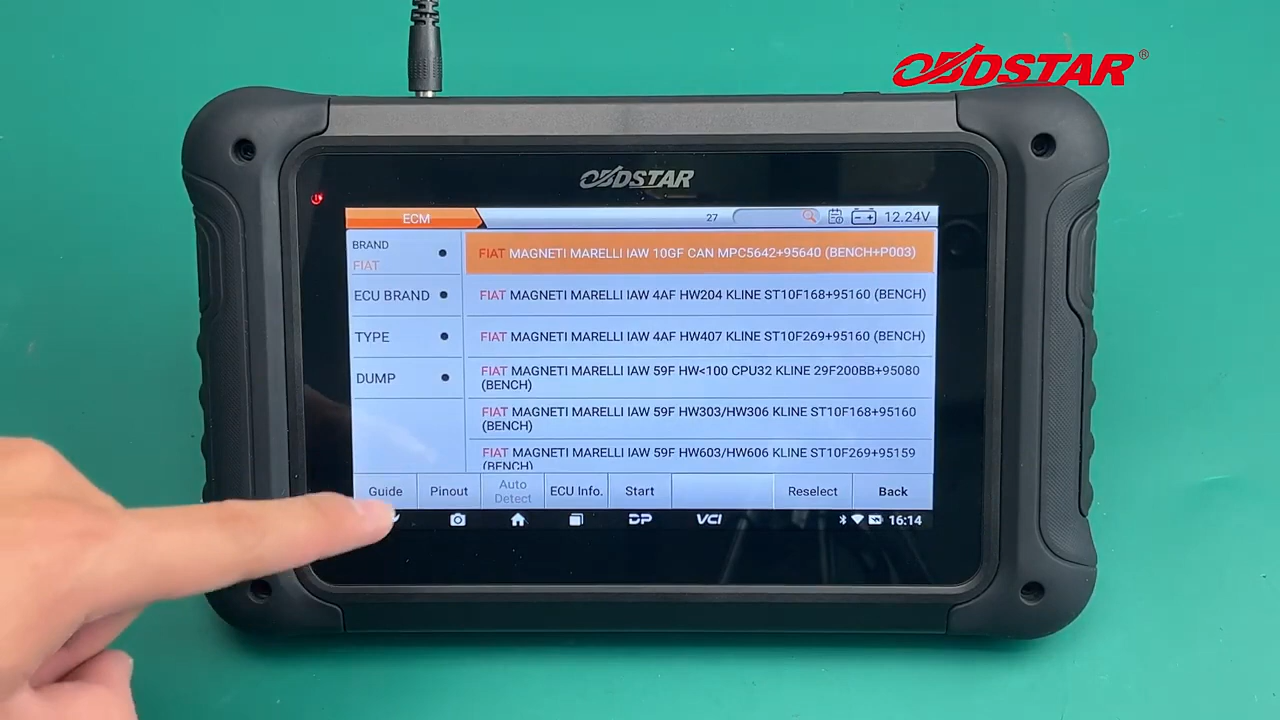 OBDSTAR®
OBDSTAR
ECM
27
12.24V
BRAND
FIAT
ECU BRAND
TYPE
DUMP
FIAT MAGNETI MARELLI IAW 10GF CAN MPC5642+95640 (BENCH+P003)
FIAT MAGNETI MARELLI IAW 4AF HW204 KLINE ST10F168+95160 (BENCH)
FIAT MAGNETI MARELLI IAW 4AF HW407 KLINE ST10F269+95160 (BENCH)
FIAT MAGNETI MARELLI IAW 59F HW<100 CPU32 KLINE 29F200BB+95080
(BENCH)
FIAT MAGNETI MARELLI IAW 59F HW303/HW306 KLINE ST10F168+95160
(BENCH)
FIAT MAGNETI MARELLI IAW 59F HW603/HW606 KLINE ST10F269+95159
(BENCH)
Guide
Pinout
Auto
Detect
ECU Info.
Start
Reselect
Back
DP
VCI
16:14